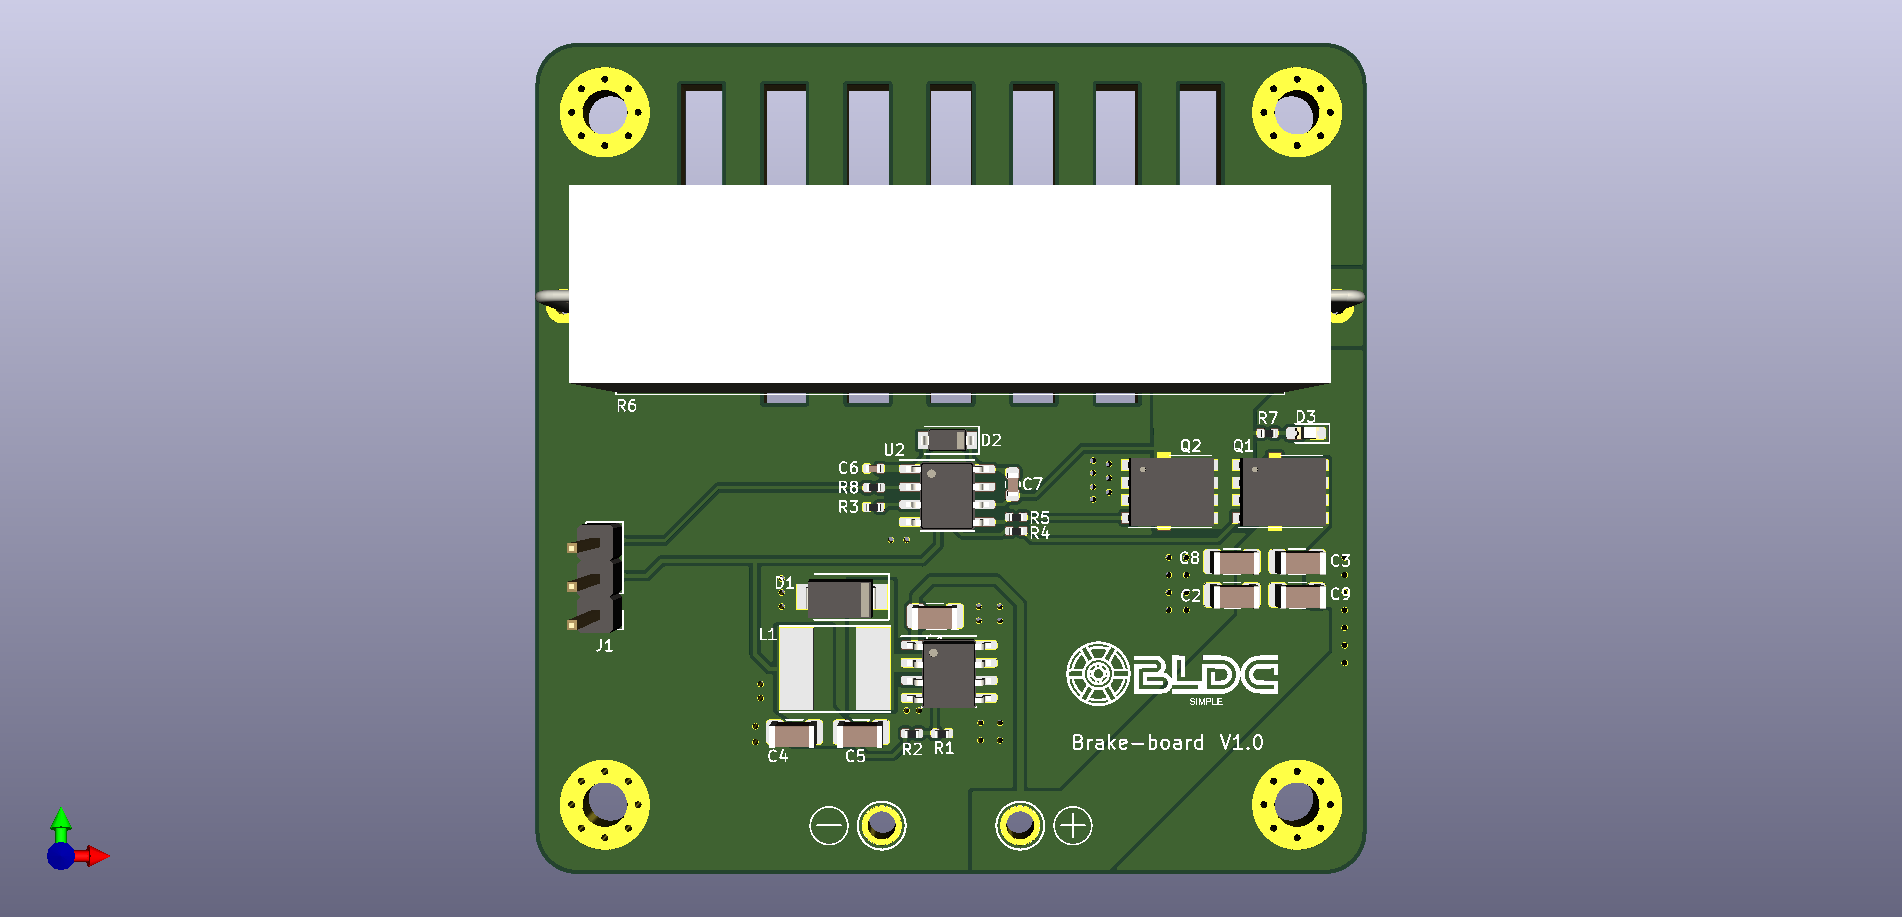 R6
R7 D3
U2 D2 Q2 Q1
C6
R8 C7
R3
R5
R4
C8 C3
C2 C9
D1
L1
J1
BLDC
SIMPLE
Brake-board V1.0
C4 C5 R2 R1
− +